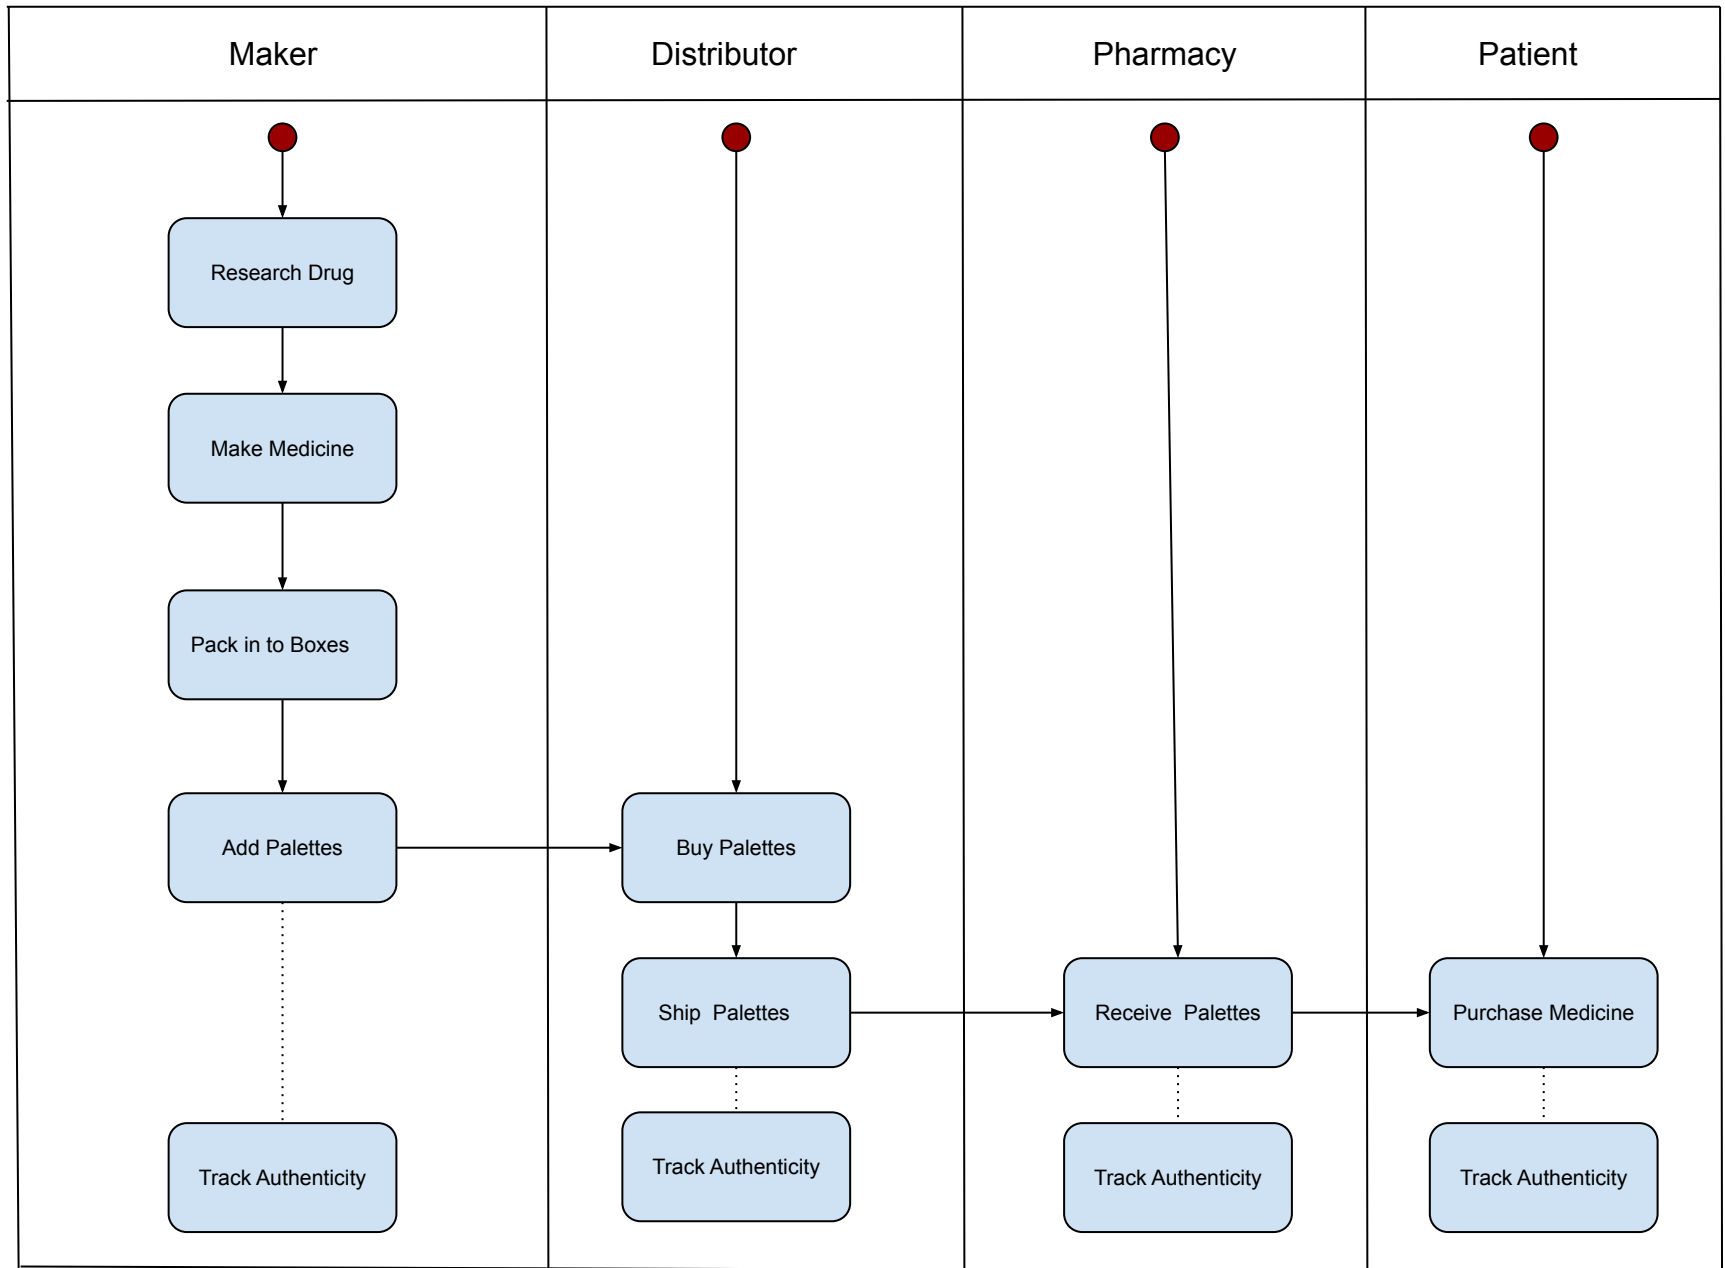 Maker
Distributor
Pharmacy
Patient
Research Drug
Make Medicine
Pack in to Boxes
Add Palettes
Buy Palettes
Ship  Palettes
Receive  Palettes
Purchase Medicine
Track Authenticity
Track Authenticity
Track Authenticity
Track Authenticity